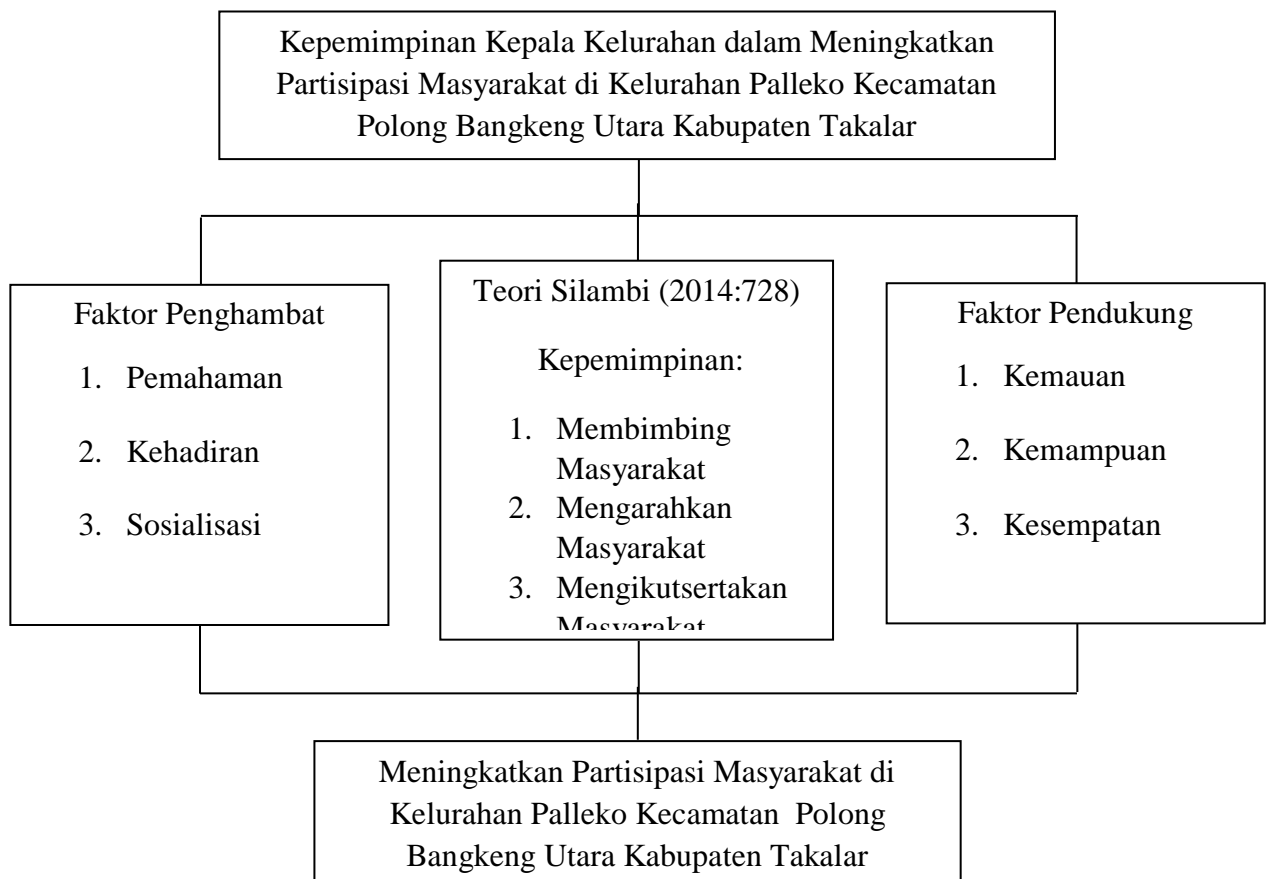 Kepemimpinan Kepala Kelurahan dalam Meningkatkan
Partisipasi Masyarakat di Kelurahan Palleko Kecamatan
Polong Bangkeng Utara Kabupaten Takalar
Faktor Penghambat
1. Pemahaman
2. Kehadiran
3. Sosialisasi
Teori Silambi (2014:728)
Kepemimpinan:
1. Membimbing
Masyarakat
2. Mengarahkan
Masyarakat
3. Mengikutsertakan
Masyarakat
Faktor Pendukung
1. Kemauan
2. Kemampuan
3. Kesempatan
Meningkatkan Partisipasi Masyarakat di
Kelurahan Palleko Kecamatan Polong
Bangkeng Utara Kabupaten Takalar